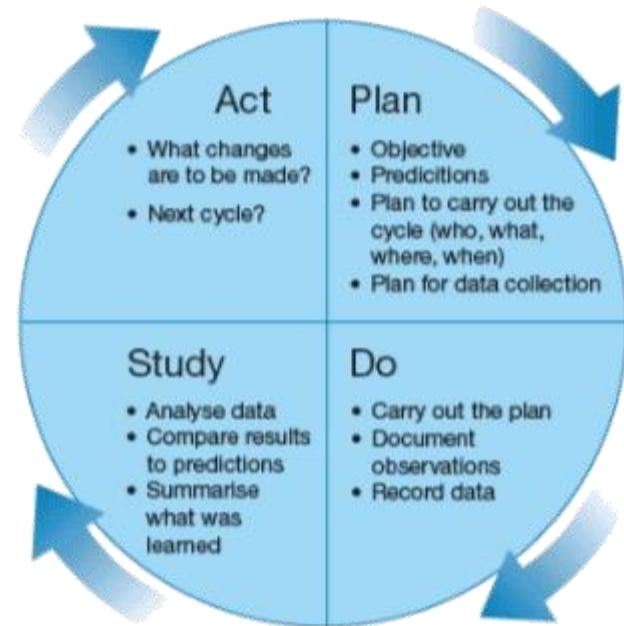 Act
• What changes
are to be made?
• Next cycle?
Plan
• Objective
• Predicitions
• Plan to carry out the
cycle (who, what,
where, when)
• Plan for data collection
Study
• Analyse data
• Compare results
to predictions
• Summarise
what was
learned
Do
• Carry out the plan
• Document
observations
• Record data